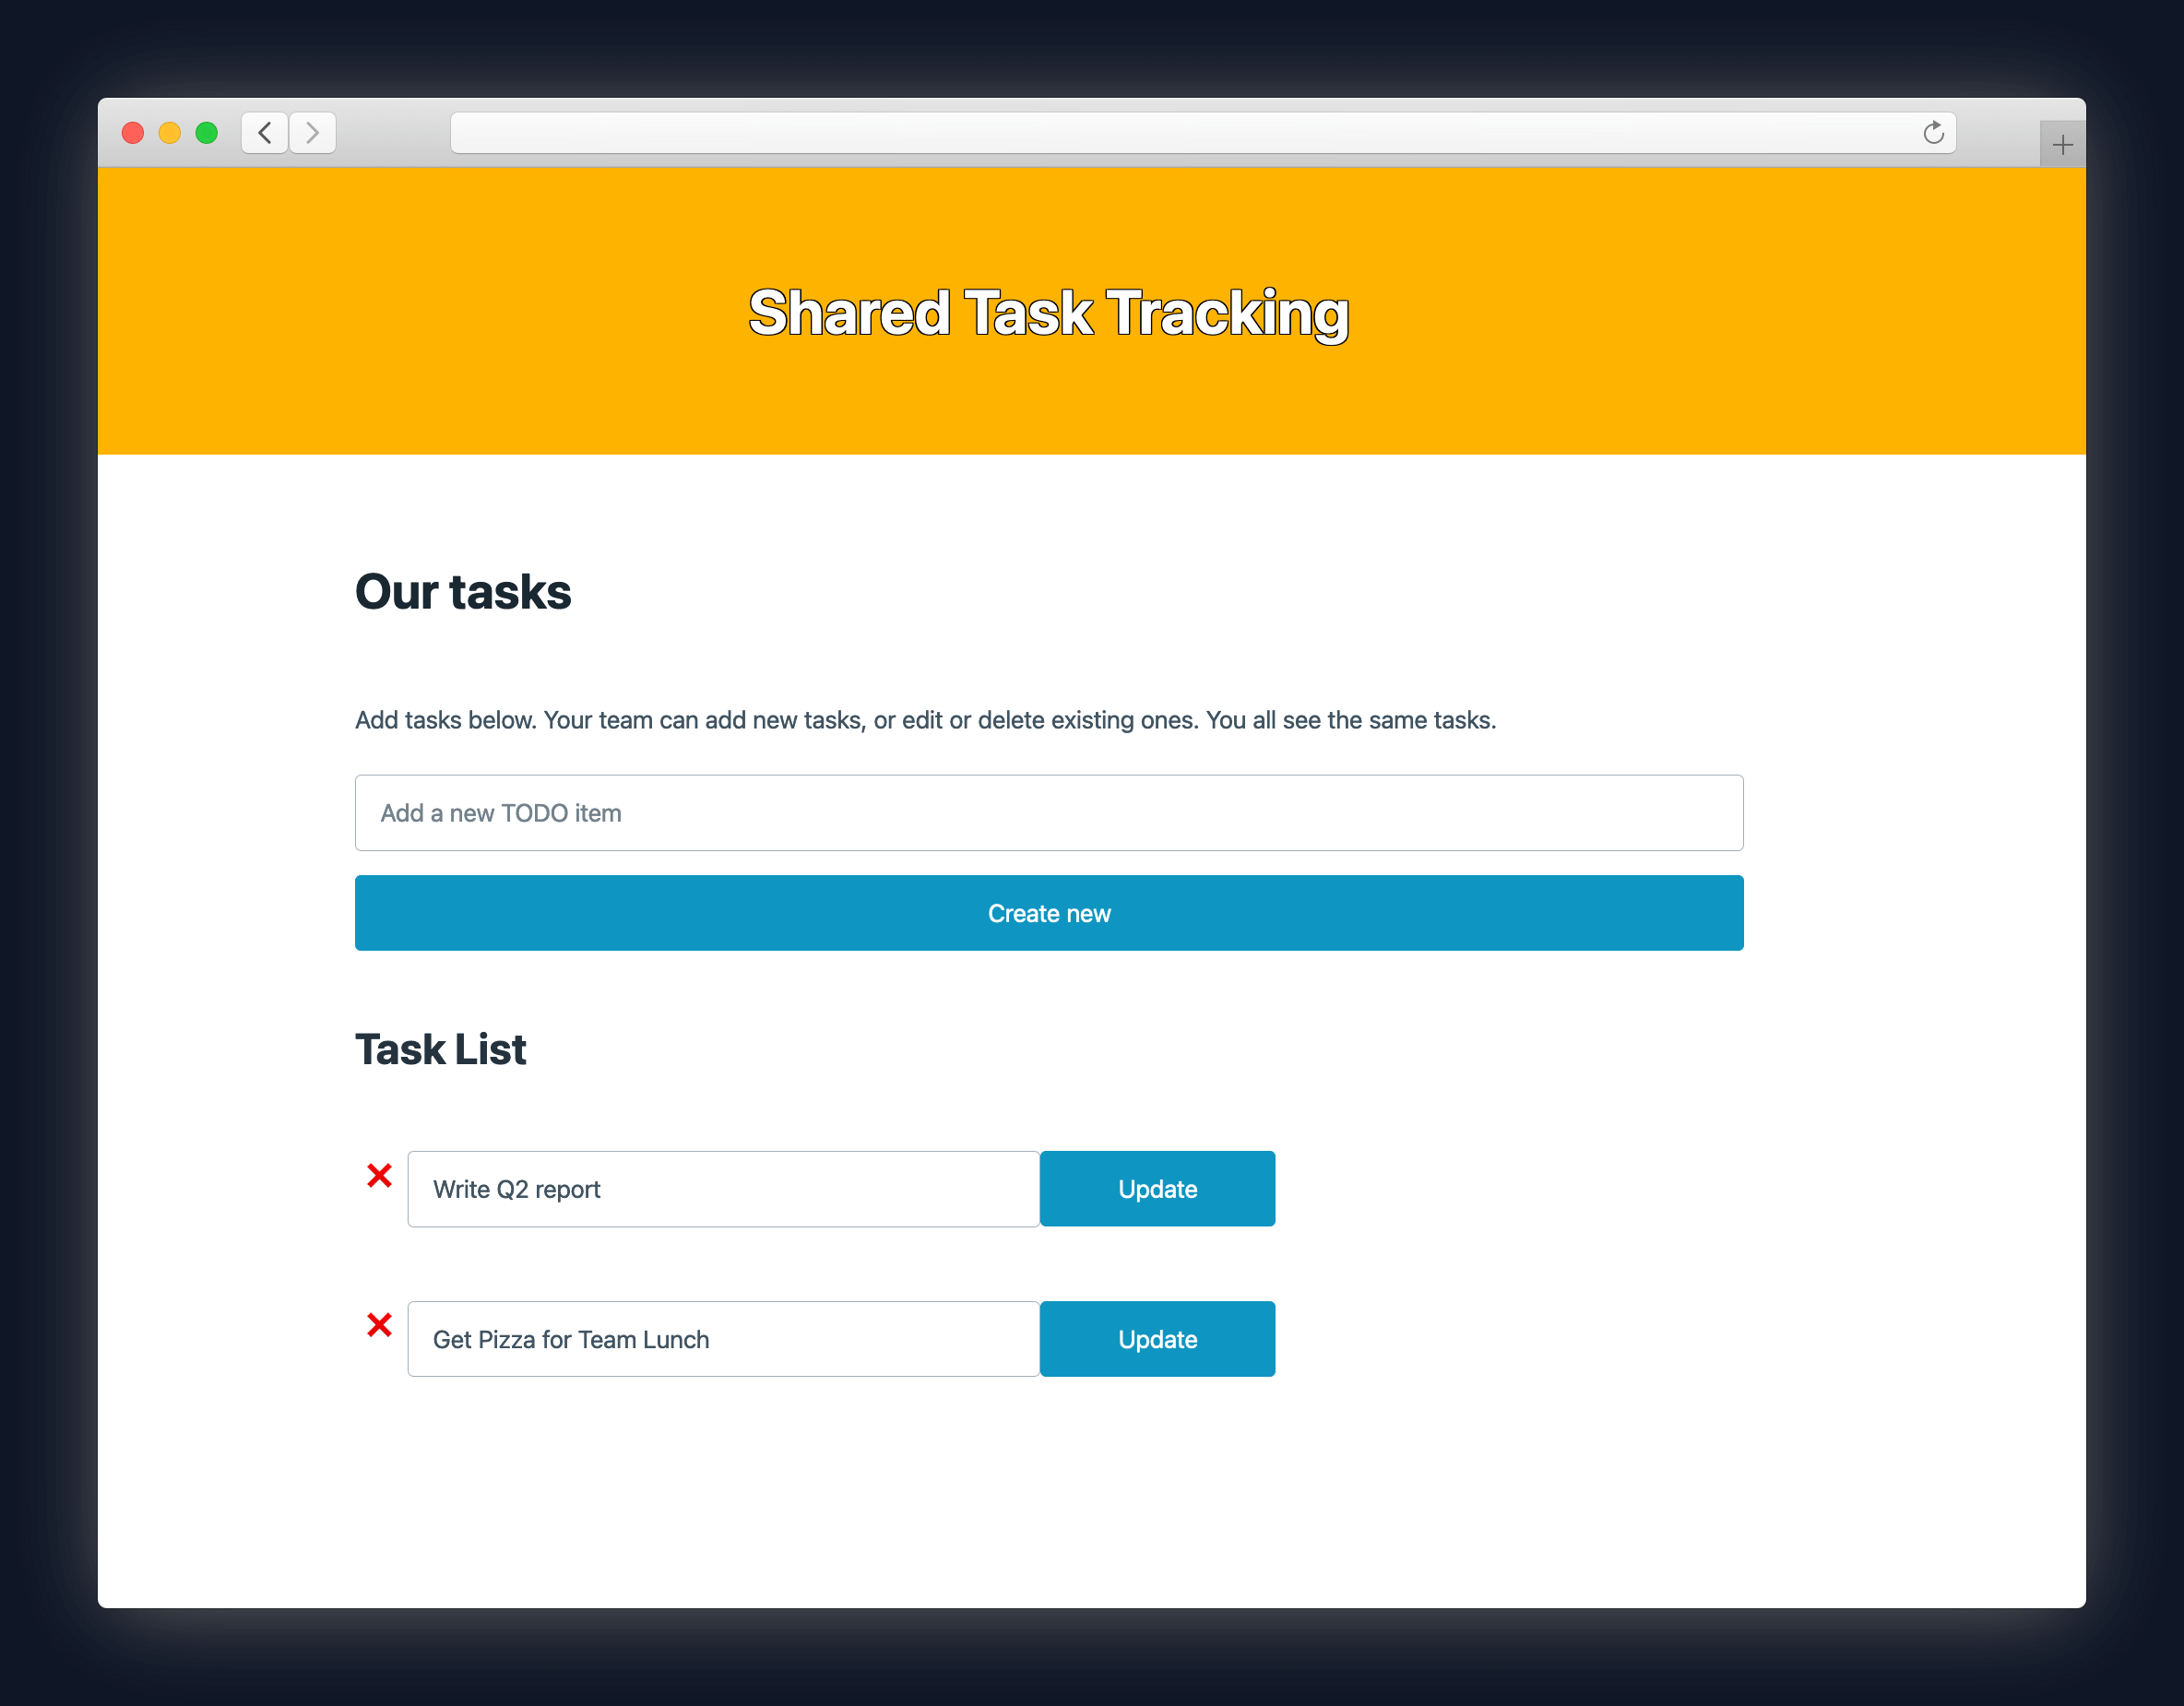 Shared Task Tracking
Our tasks
Add tasks below. Your team can add new tasks, or edit or delete existing ones. You all see the same tasks.
Add a new TODO item
Create new
Task List
Write Q2 report
Update
Get Pizza for Team Lunch
Update